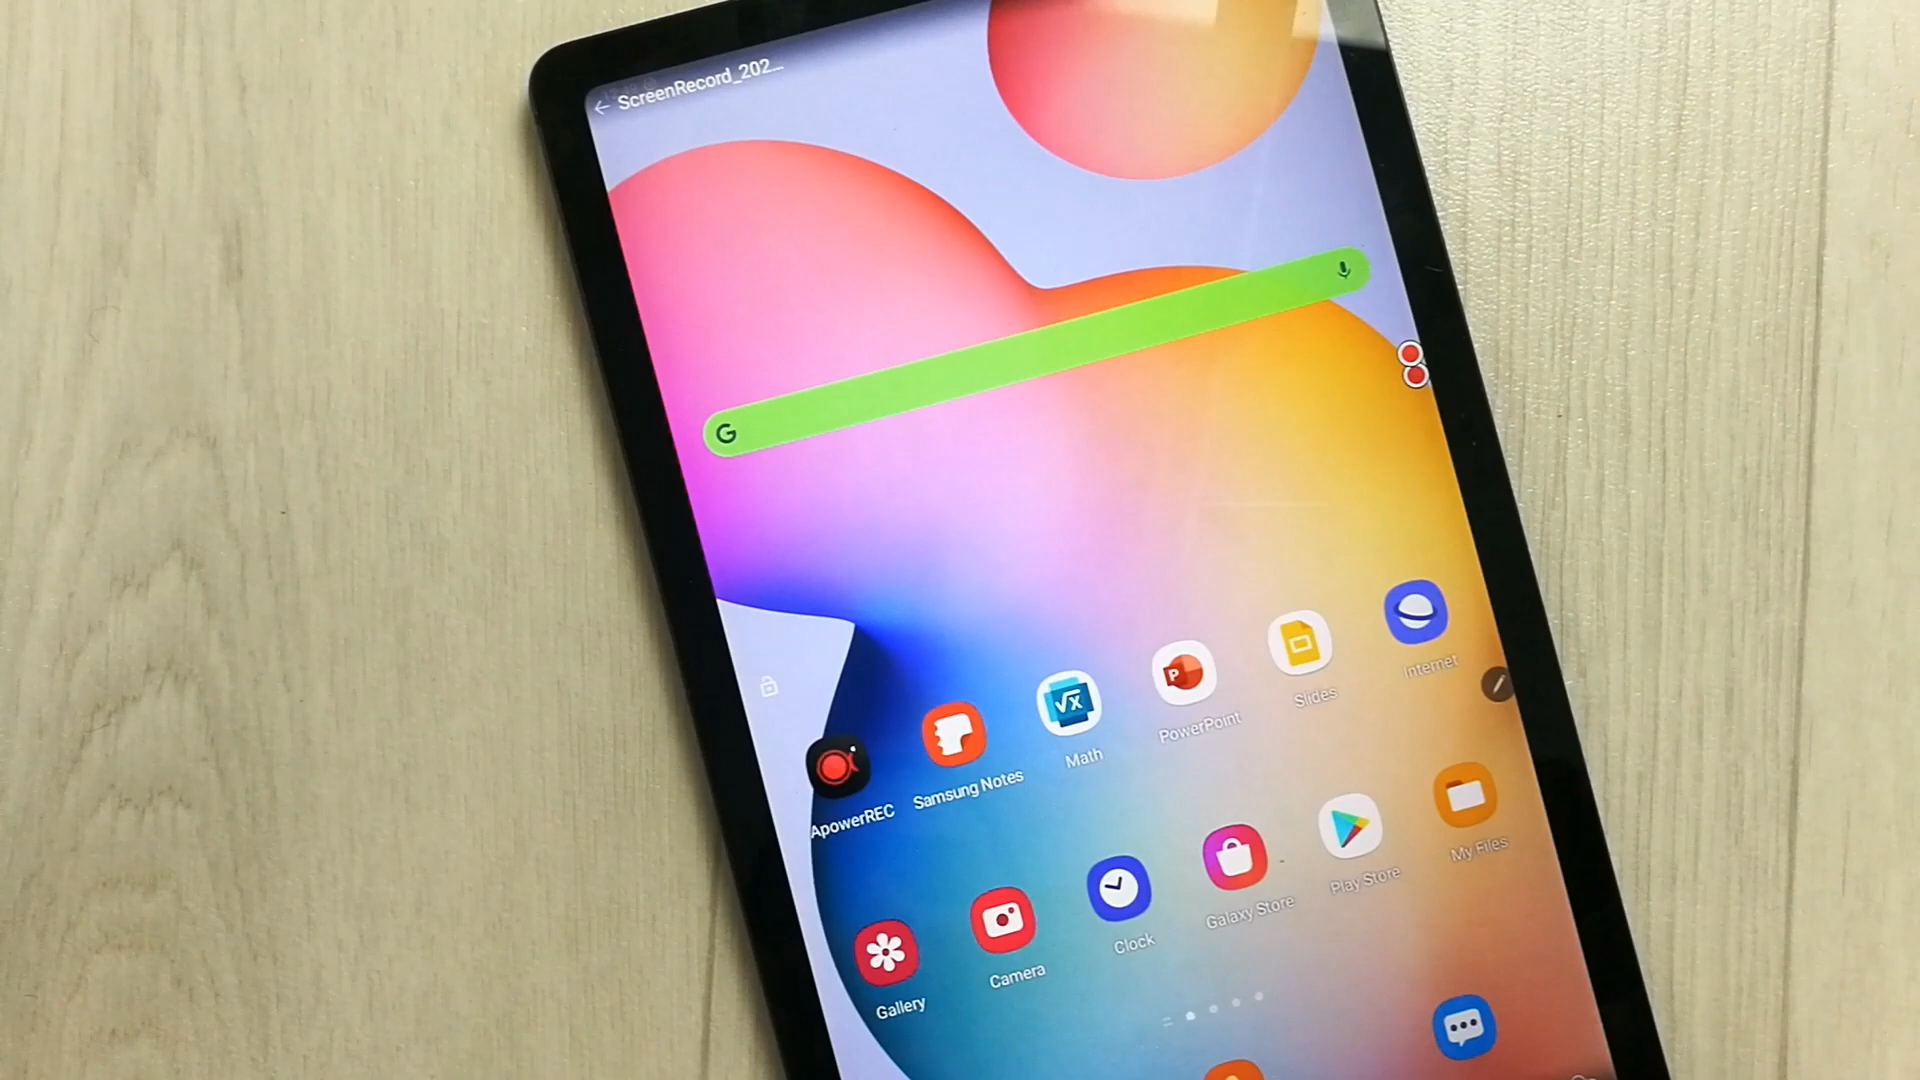 ScreenRecord_202...
G
ApowerREC
Samsung Notes
√x
Math
P
PowerPoint
Slides
Internet
Gallery
Camera
Clock
Galaxy Store
Play Store
My Files